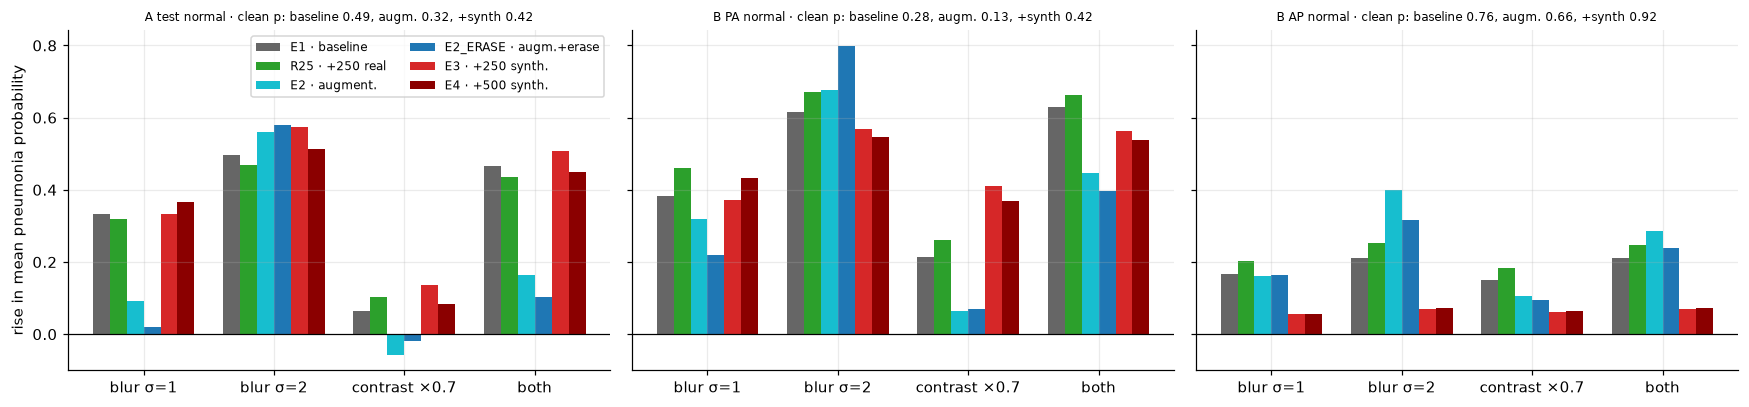 A test normal · clean p: baseline 0.49, augm. 0.32, +synth 0.42
B PA normal · clean p: baseline 0.28, augm. 0.13, +synth 0.42
B AP normal · clean p: baseline 0.76, augm. 0.66, +synth 0.92
rise in mean pneumonia probability
0.8
0.6
0.4
0.2
0.0
E1 · baseline
R25 · +250 real
E2 · augment.
E2_ERASE · augm.+erase
E3 · +250 synth.
E4 · +500 synth.
blur σ=1 blur σ=2 contrast ×0.7 both
blur σ=1 blur σ=2 contrast ×0.7 both
blur σ=1 blur σ=2 contrast ×0.7 both